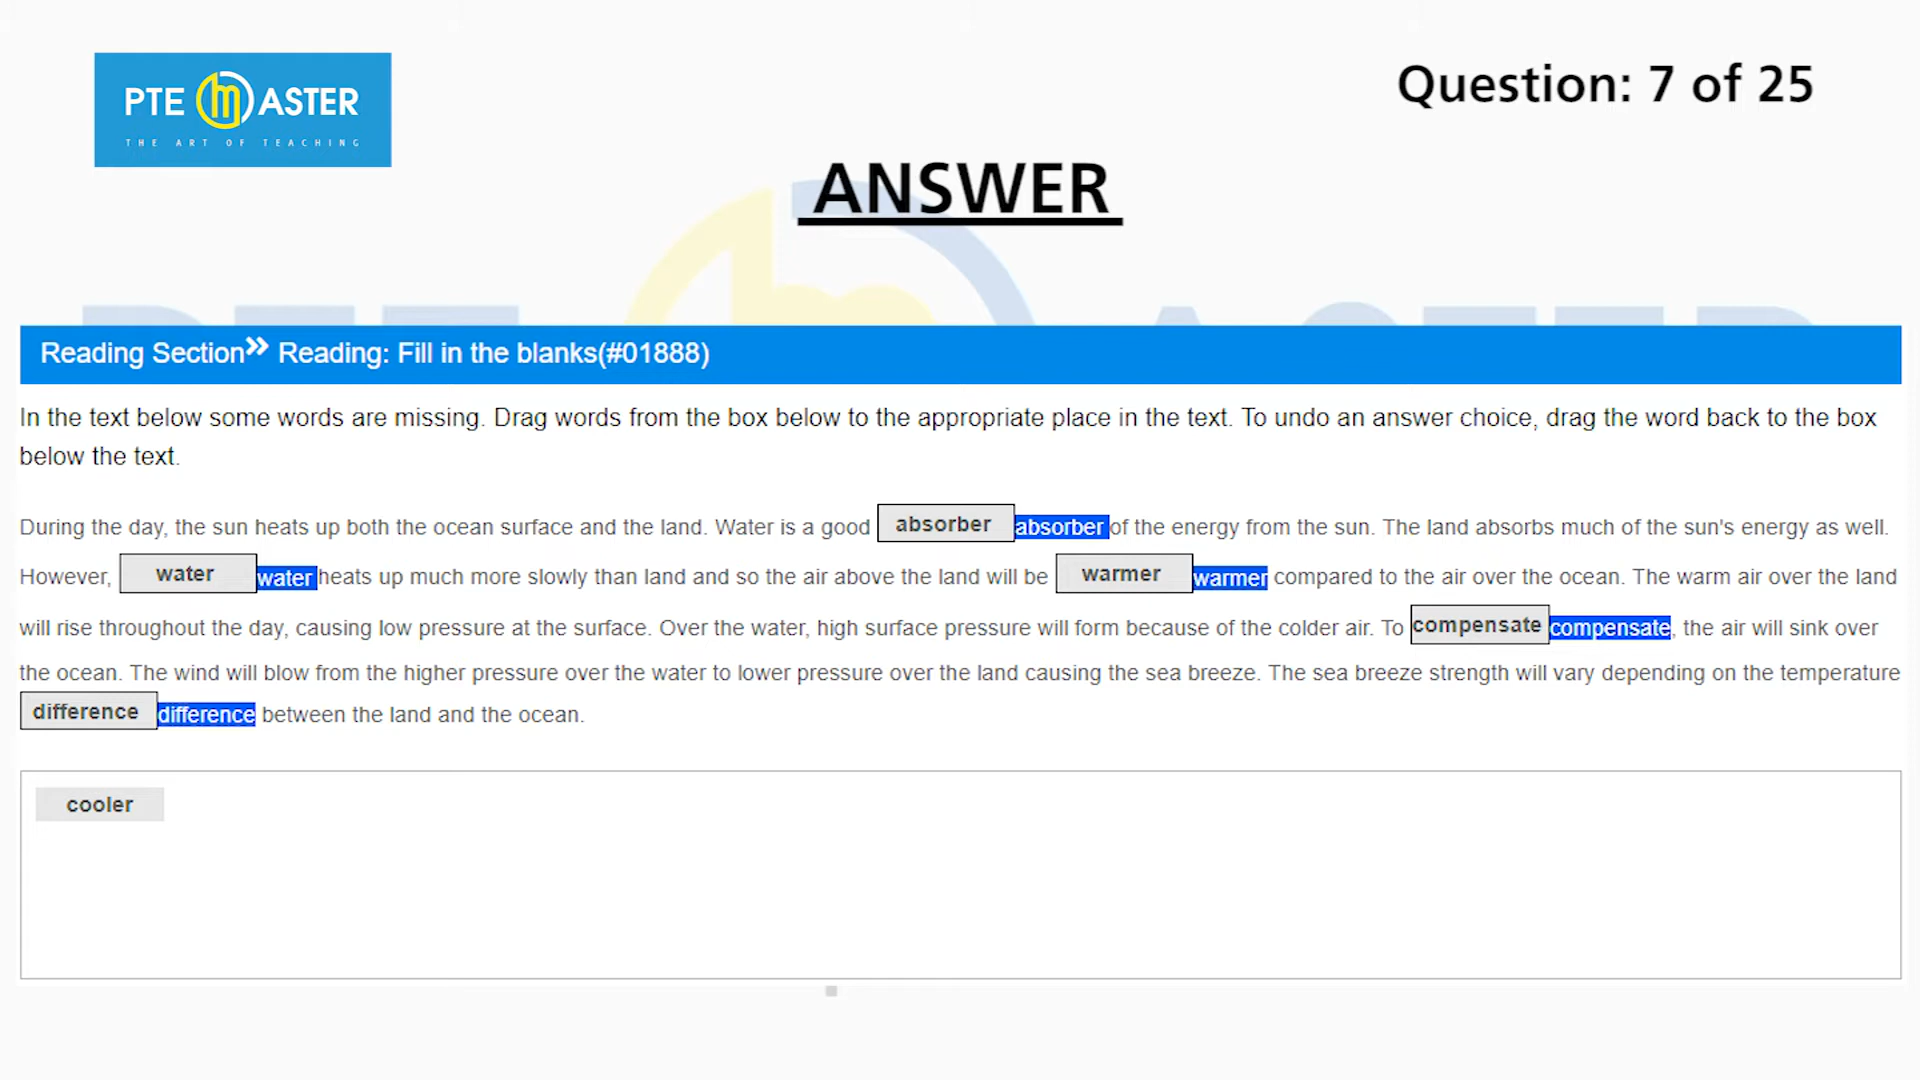 PTE MASTER
THE ART OF TEACHING
Question: 7 of 25
ANSWER
Reading Section» Reading: Fill in the blanks(#01888)
In the text below some words are missing. Drag words from the box below to the appropriate place in the text. To undo an answer choice, drag the word back to the box
below the text.
During the day, the sun heats up both the ocean surface and the land. Water is a good absorber absorber of the energy from the sun. The land absorbs much of the sun's energy as well.
However, water water heats up much more slowly than land and so the air above the land will be warmer warmer compared to the air over the ocean. The warm air over the land
will rise throughout the day, causing low pressure at the surface. Over the water, high surface pressure will form because of the colder air. To compensate compensate, the air will sink over
the ocean. The wind will blow from the higher pressure over the water to lower pressure over the land causing the sea breeze. The sea breeze strength will vary depending on the temperature
difference difference between the land and the ocean.
cooler